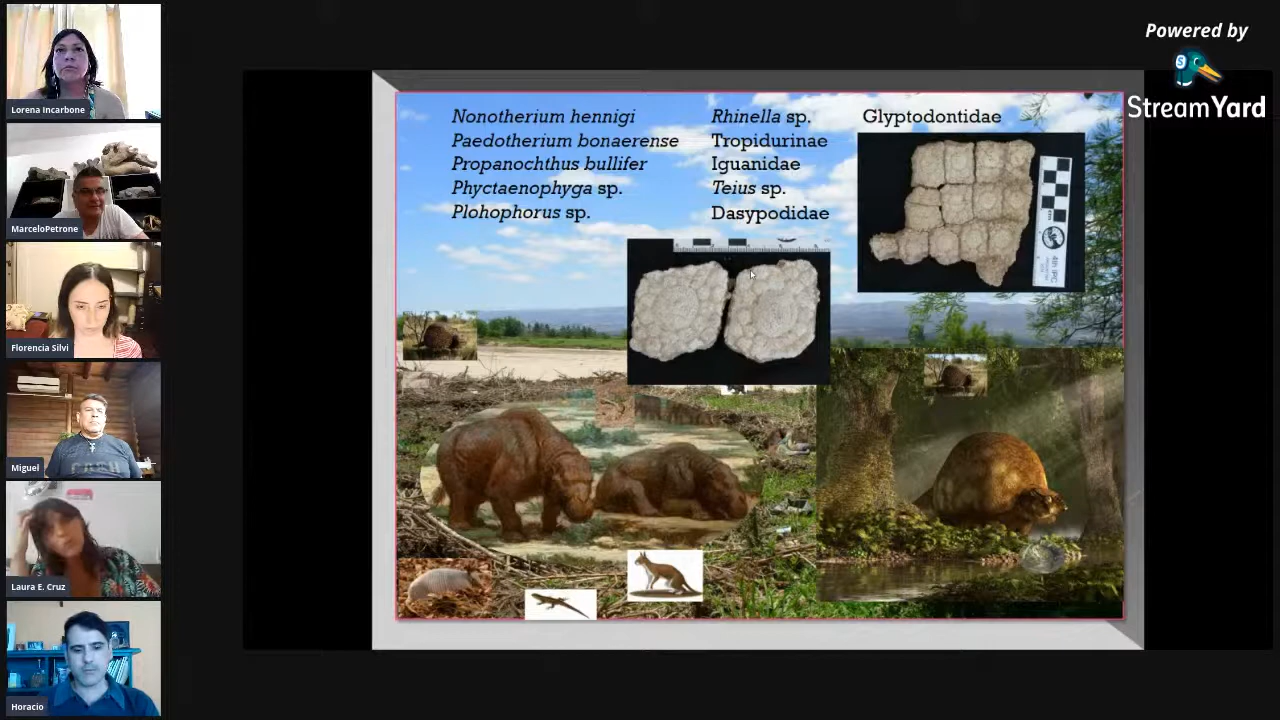 Powered by
StreamYard
Lorena Incarbone
MarceloPetrone
Florencia Silvi
Miguel
Laura E. Cruz
Horacio
Nonotherium hennigi
Paedotherium bonaerense
Propanochthus bullifer
Phyctaenophyga sp.
Plohophorus sp.
Rhinella sp.
Tropidurinae
Iguanidae
Teius sp.
Dasypodidae
Glyptodontidae